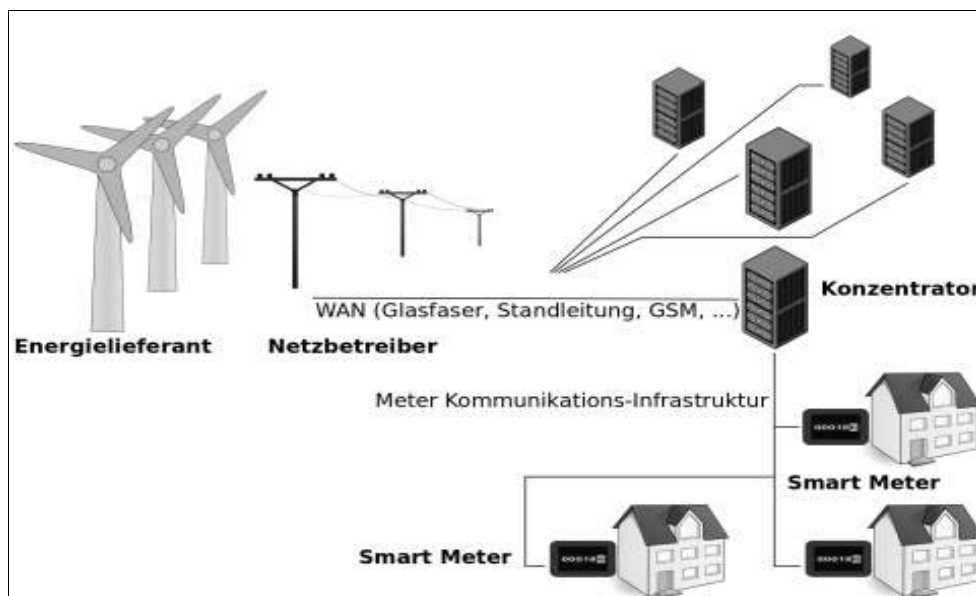 WAN (Glasfaser, Standleitung, GSM, ...)
Konzentrator
Energielieferant
Netzbetreiber
Meter Kommunikations-Infrastruktur
Smart Meter
Smart Meter